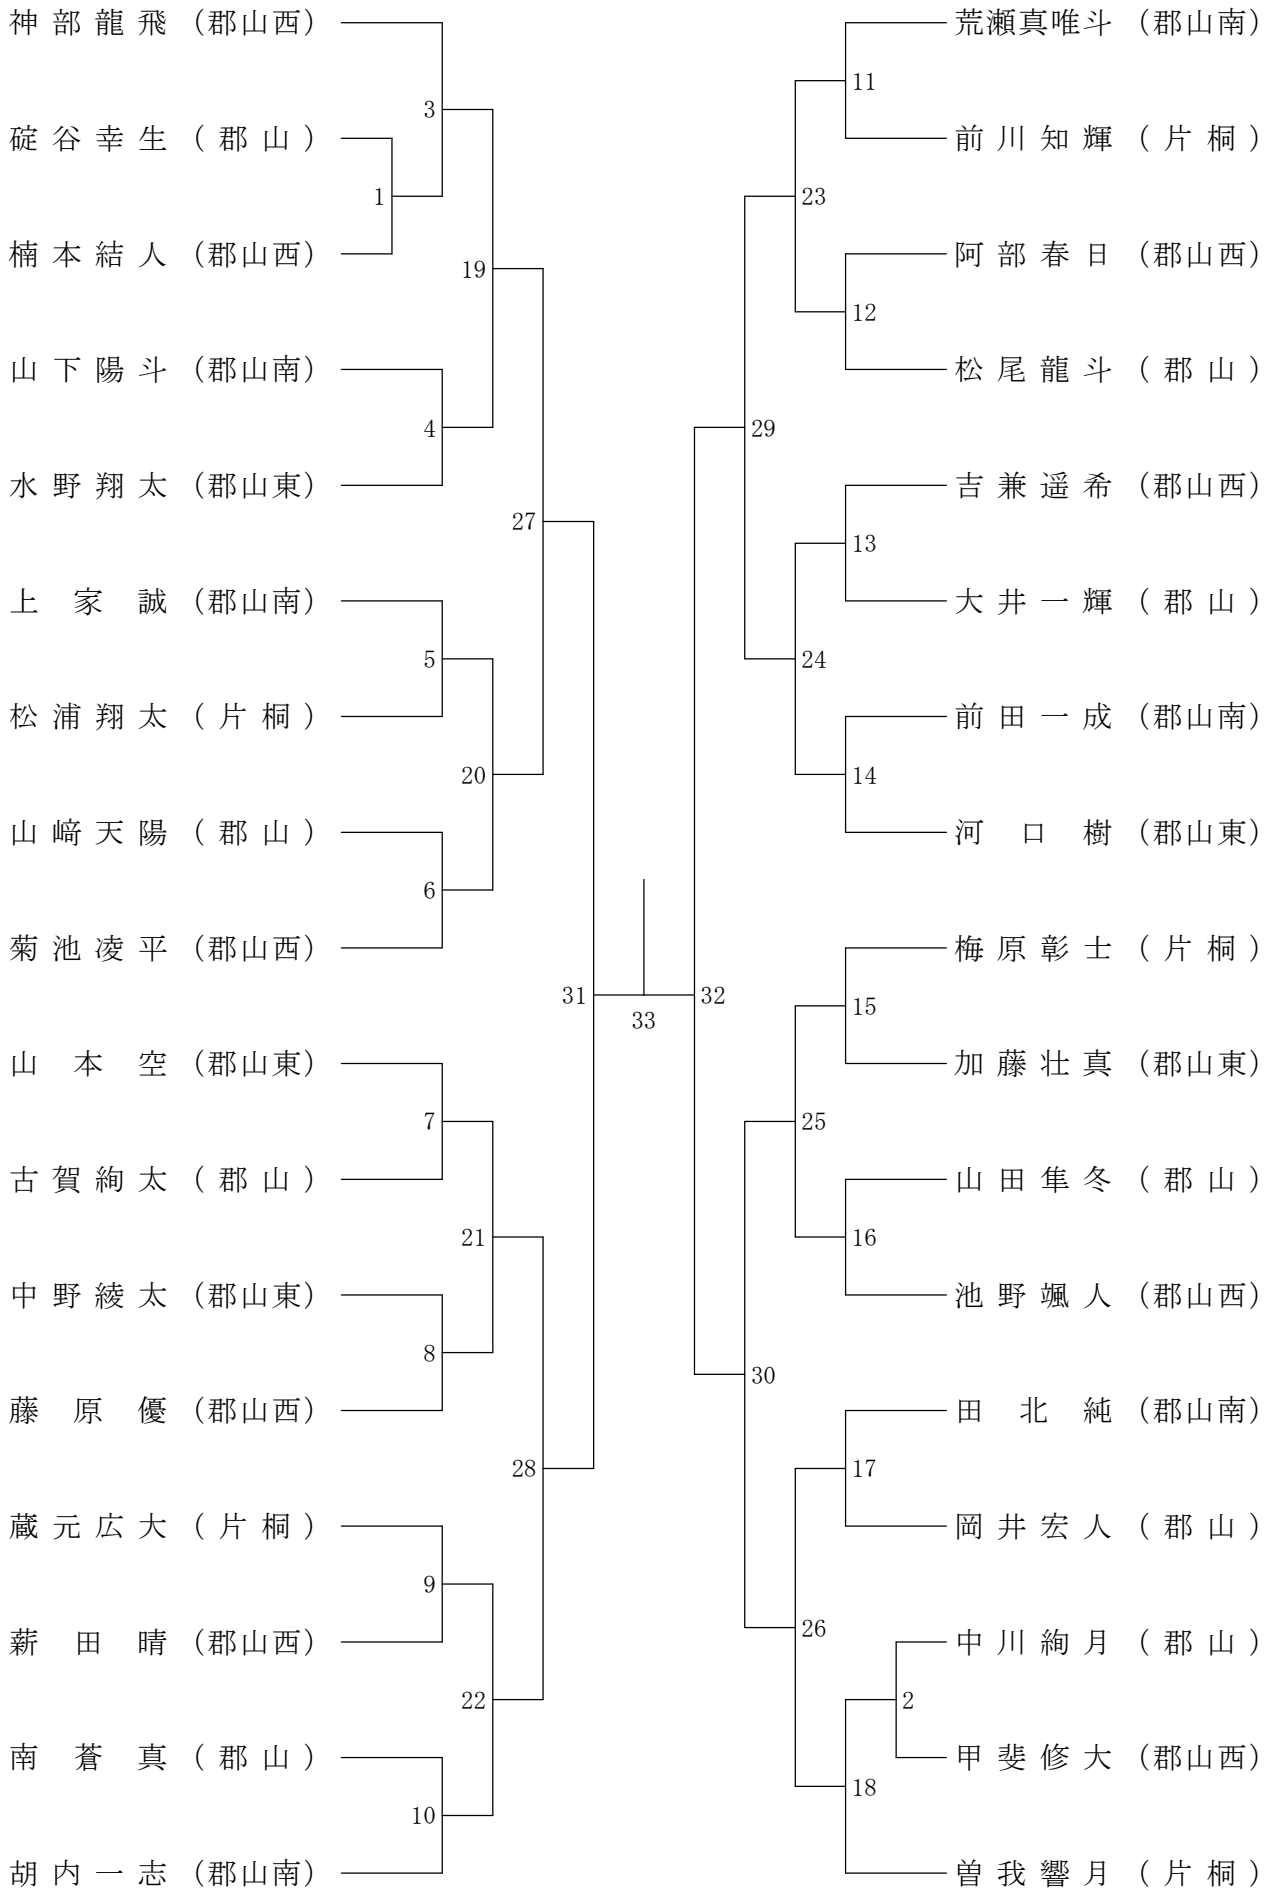 神部龍飛（郡山西）
3
碇谷幸生（郡山）
1
楠本結人（郡山西）
19
山下陽斗（郡山南）
4
水野翔太（郡山東）
27
上家誠（郡山南）
5
松浦翔太（片桐）
20
山﨑天陽（郡山）
6
菊池凌平（郡山西）
31
山本空（郡山東）
7
古賀絢太（郡山）
21
中野綾太（郡山東）
8
藤原優（郡山西）
28
蔵元広大（片桐）
9
薪田晴（郡山西）
22
南蒼真（郡山）
10
胡内一志（郡山南）
33
荒瀬真唯斗（郡山南）
11
前川知輝（片桐）
23
阿部春日（郡山西）
12
松尾龍斗（郡山）
29
吉兼遥希（郡山西）
13
大井一輝（郡山）
24
前田一成（郡山南）
14
河口樹（郡山東）
梅原彰士（片桐）
32
15
加藤壮真（郡山東）
25
山田隼冬（郡山）
16
池野颯人（郡山西）
30
田北純（郡山南）
17
岡井宏人（郡山）
26
中川絢月（郡山）
2
甲斐修大（郡山西）
18
曽我響月（片桐）